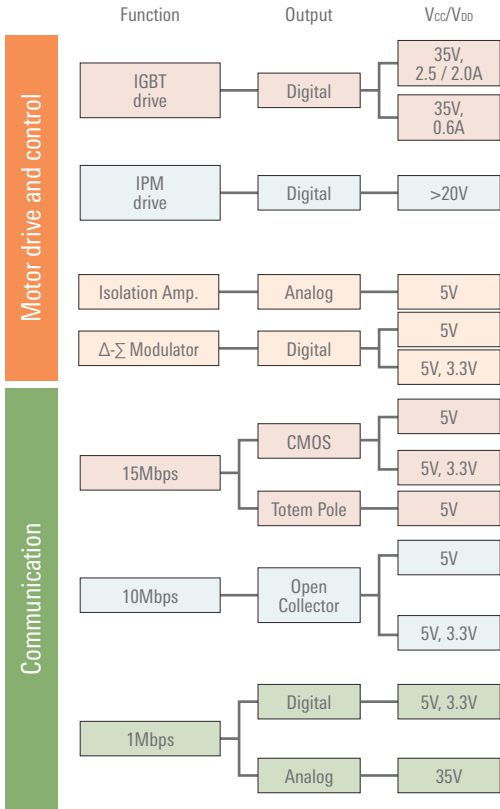 Function Output VCC/VDD
Motor drive and control
IGBT
drive
Digital
35V,
2.5 / 2.0A
35V,
0.6A
IPM
drive
Digital
>20V
Isolation Amp.
Analog
5V
Δ-∑ Modulator
Digital
5V
5V, 3.3V
Communication
15Mbps
CMOS
5V
5V, 3.3V
Totem Pole
5V
10Mbps
Open
Collector
5V
5V, 3.3V
1Mbps
Digital
5V, 3.3V
Analog
35V